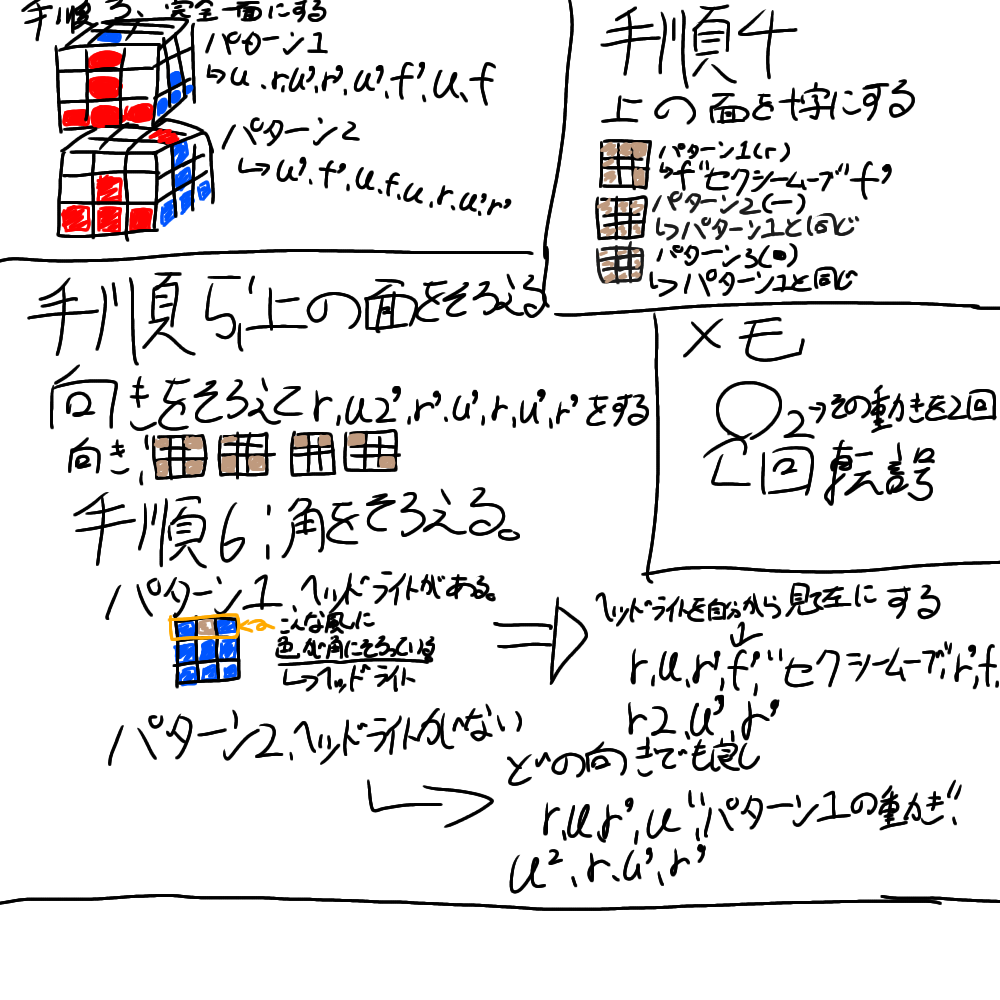 手順3、完全一面にする
パターン1
↳u.r.u'.r'.u'.f'.u.f
パターン2
↳u'.f'.u.f.u.r.u'.r'
手順4
上の面を十字にする
パターン1(r)
↳f"セクシームーブ"f'
パターン2(一)
↳パターン1と同じ
パターン3(・)
↳パターン1と同じ
手順5;上の面をそろえる
向きをそろえてr,u2',r'.u',r,u',r'をする
向き;
メモ
○2→その動きを2回
回転記号
手順6;角をそろえる。
パターン1、ヘッドライトがある。
←こんな風に
色が角にそろっている
↳ヘッドライト
⇒ヘッドライトを自分から見て左にする
r,u,r',f',"セクシームーブ",r',f,
r2,u',r'
パターン2、ヘッドライトがない
どの向きでも良し
→r,u,r',u'"パターン1の動き"
u2、r.u',r'